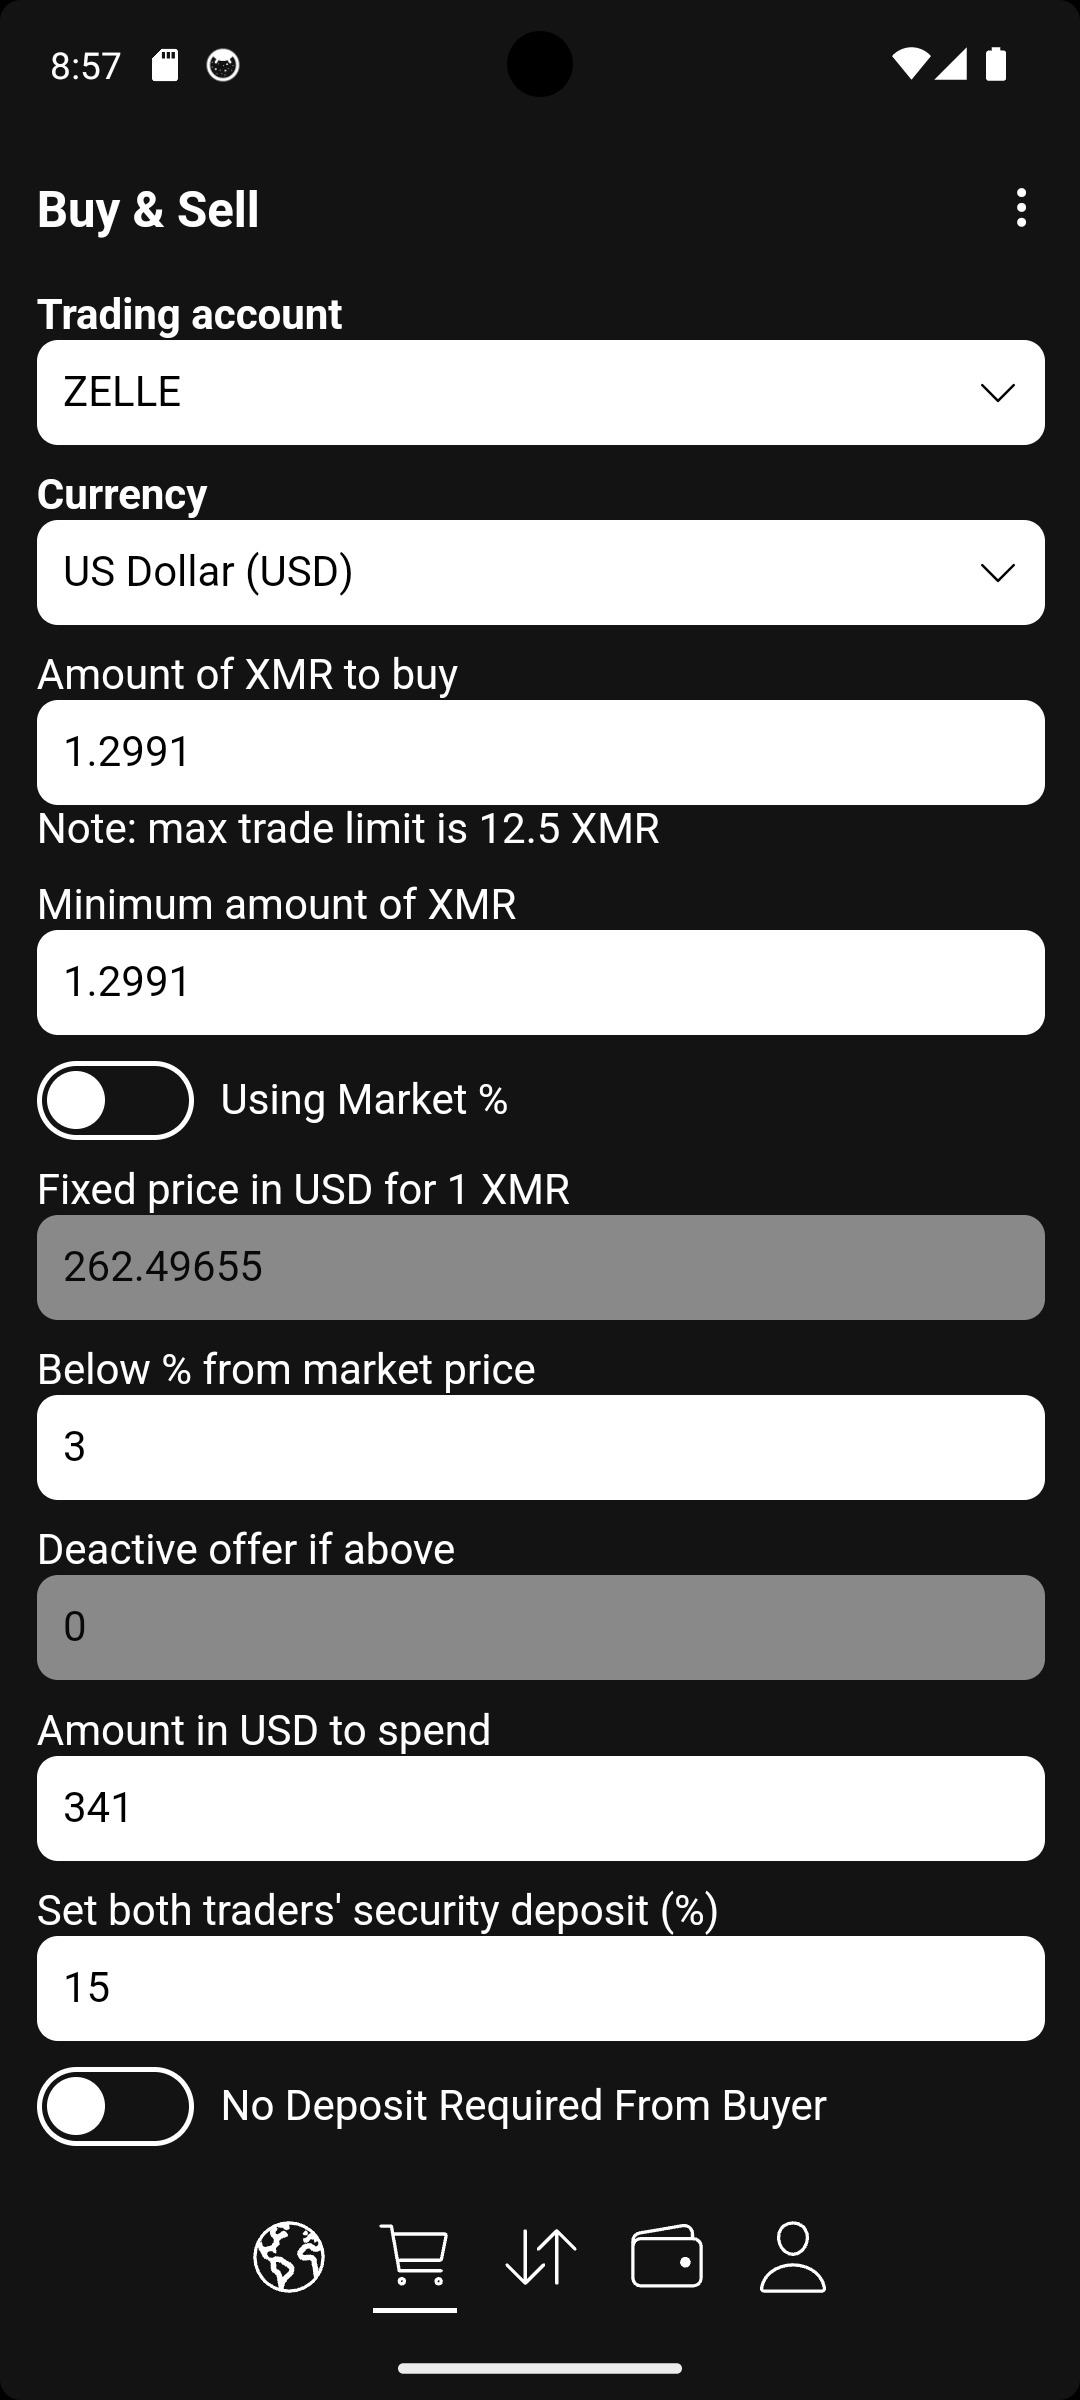 8:57
Buy & Sell
Trading account
ZELLE
Currency
US Dollar (USD)
Amount of XMR to buy
1.2991
Note: max trade limit is 12.5 XMR
Minimum amount of XMR
1.2991
Using Market %
Fixed price in USD for 1 XMR
262.49655
Below % from market price
3
Deactive offer if above
0
Amount in USD to spend
341
Set both traders' security deposit (%)
15
No Deposit Required From Buyer